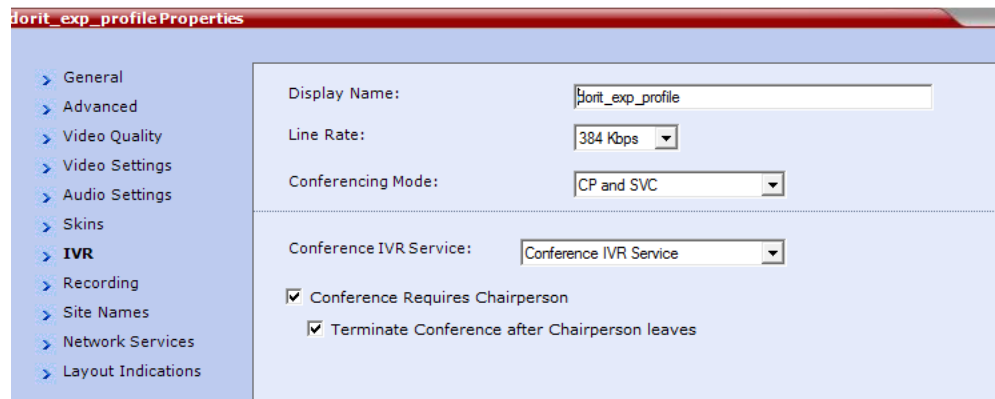 dorit_exp_profile Properties
General
Advanced
Video Quality
Video Settings
Audio Settings
Skins
IVR
Recording
Site Names
Network Services
Layout Indications
Display Name: dorit_exp_profile
Line Rate: 384 Kbps
Conferencing Mode: CP and SVC
Conference IVR Service: Conference IVR Service
Conference Requires Chairperson
Terminate Conference after Chairperson leaves